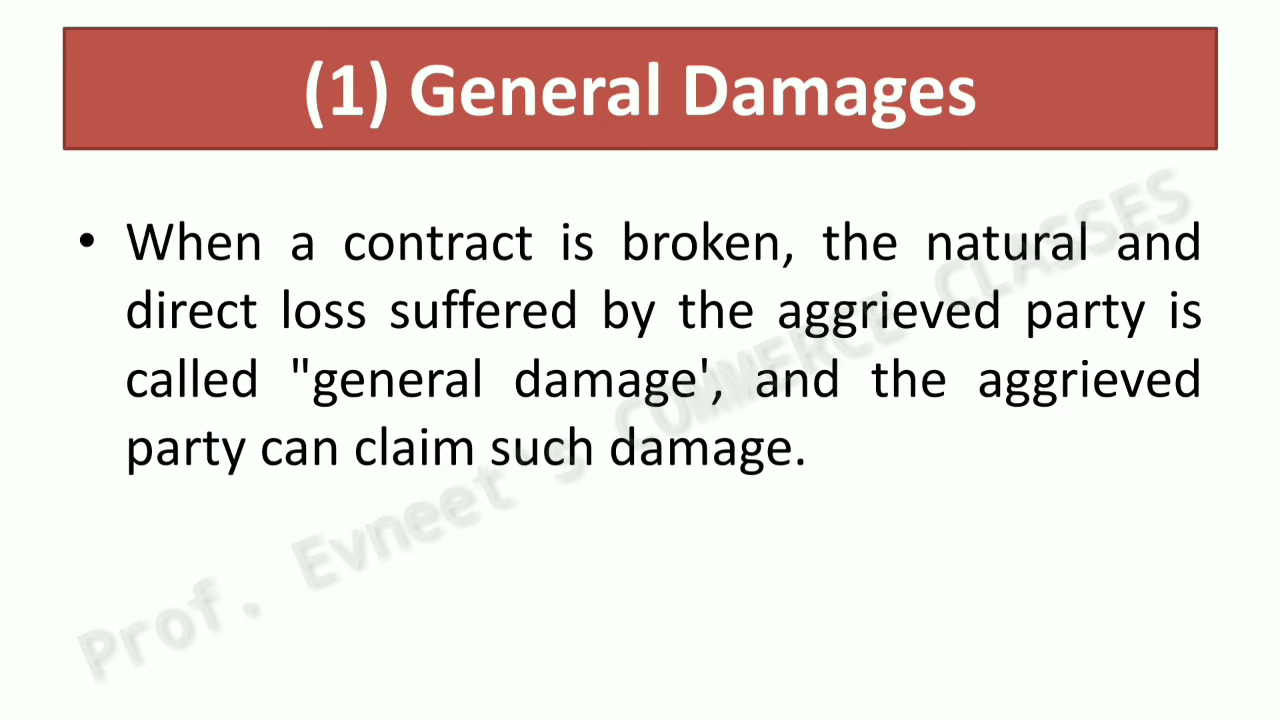 (1) General Damages
• When a contract is broken, the natural and
direct loss suffered by the aggrieved party is
called "general damage', and the aggrieved
party can claim such damage.
Prof. Evneet's COMMERCE CLASSES